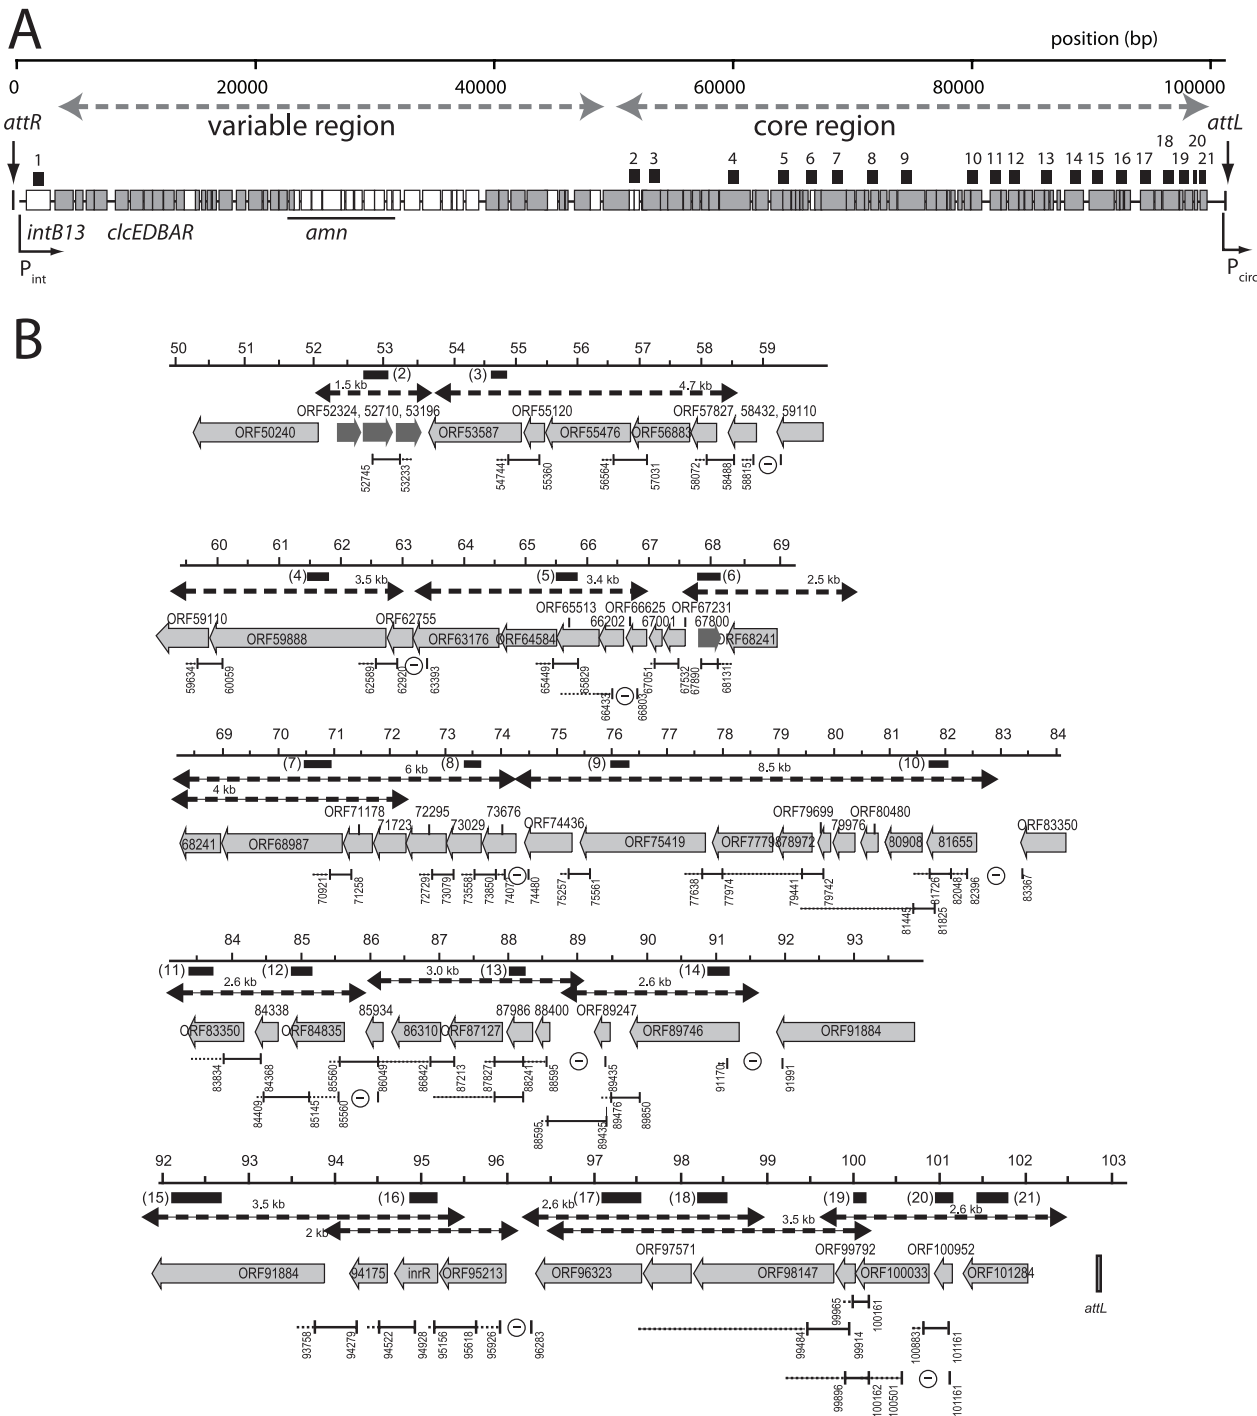 A
position (bp)
0 20000 40000 60000 80000 100000
variable region core region
attR attL
1 2 3 4 5 6 7 8 9 10 11 12 13 14 15 16 17 18 19 20 21
intB13 clcEDBAR amn
Pint Pcirc
B
50 51 52 53 54 55 56 57 58 59
(2) (3)
1.5 kb 4.7 kb
ORF52324, 52710, 53196 ORF55120 ORF57827, 58432, 59110
ORF50240 ORF53587 ORF55476 ORF56883
52745 53233 54744 55360 56564 57031 58072 58488 58815
60 61 62 63 64 65 66 67 68 69
(4) (5) (6)
3.5 kb 3.4 kb 2.5 kb
ORF59110 ORF62755 ORF65513 66202 ORF66625 67001 ORF67231 67800
ORF59888 ORF63176 ORF64584 ORF68241
59634 60059 62589 62920 63393 65449 65829 67051 67532 67890 68131
66433 66803
69 70 71 72 73 74 75 76 77 78 79 80 81 82 83 84
(7) (8) (9) (10)
6 kb 8.5 kb
4 kb
ORF71178 72295 73676 ORF74436 ORF79699 ORF80480 ORF83350
71723 73029 79976
68241 ORF68987 ORF75419 ORF77798 78972 80908 81655
70921 71258 72729 73079 73558 73850 7407 74480 75257 75561 77638 77974 79441 79742 81726 82048 82396 83367
81445 81825
84 85 86 87 88 89 90 91 92 93
(11) (12) (13) (14)
2.6 kb 3.0 kb 2.6 kb
84338 85934 87986 88400 ORF89247
ORF83350 ORF84835 86310 ORF87127 ORF89746 ORF91884
83834 84368 85560 86049 86842 87213 87827 88241 88595 89435 91170 91991
84409 85145 85560 89476 89850
88595 89435
92 93 94 95 96 97 98 99 100 101 102 103
(15) (16) (17) (18) (19) (20) (21)
3.5 kb 2.6 kb 2.6 kb
2 kb 3.5 kb
ORF97571 ORF99792 ORF100952
ORF91884 94175 inrR ORF95213 ORF96323 ORF98147 ORF100033 ORF101284
attL
99965 100161
93758 94279 94522 94928 95156 95618 95926 96283 99484 99914 100883 101161
99896 100162 100501 101161